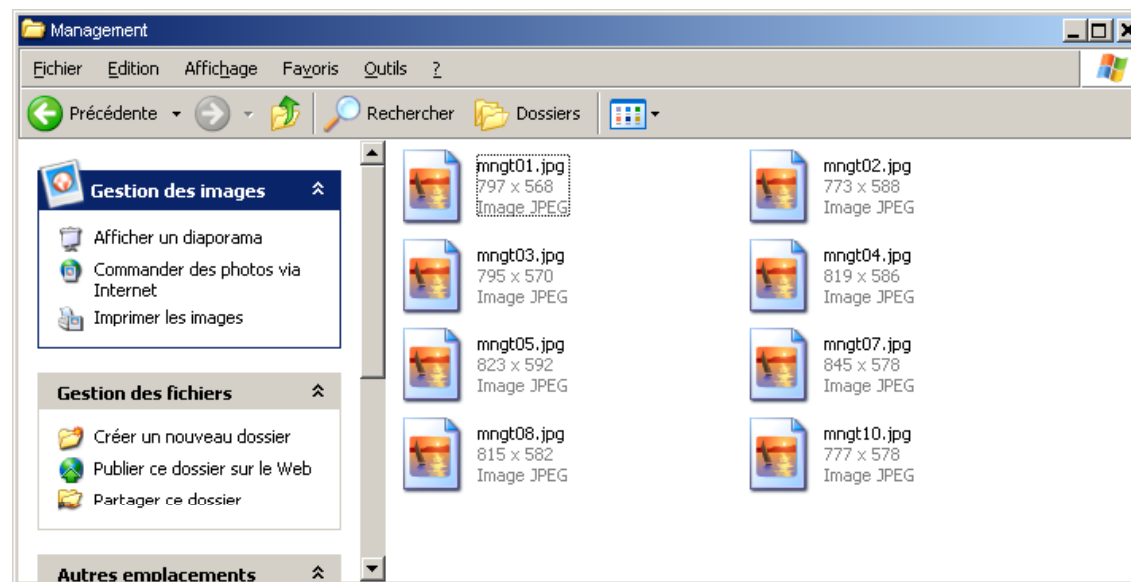 Management
Fichier Edition Affichage Favoris Outils ?
Précédente Rechercher Dossiers
Gestion des images
Afficher un diaporama
Commander des photos via
Internet
Imprimer les images
Gestion des fichiers
Créer un nouveau dossier
Publier ce dossier sur le Web
Partager ce dossier
Autres emplacements
mngt01.jpg
797 x 568
Image JPEG
mngt02.jpg
773 x 588
Image JPEG
mngt03.jpg
795 x 570
Image JPEG
mngt04.jpg
819 x 586
Image JPEG
mngt05.jpg
823 x 592
Image JPEG
mngt07.jpg
845 x 578
Image JPEG
mngt08.jpg
815 x 582
Image JPEG
mngt10.jpg
777 x 578
Image JPEG